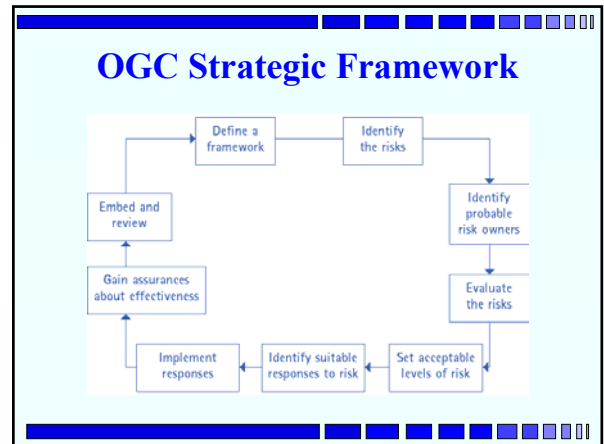 OGC Strategic Framework
Define a
framework
Identify
the risks
Identify
probable
risk owners
Evaluate
the risks
Set acceptable
levels of risk
Identify suitable
responses to risk
Implement
responses
Gain assurances
about effectiveness
Embed and
review